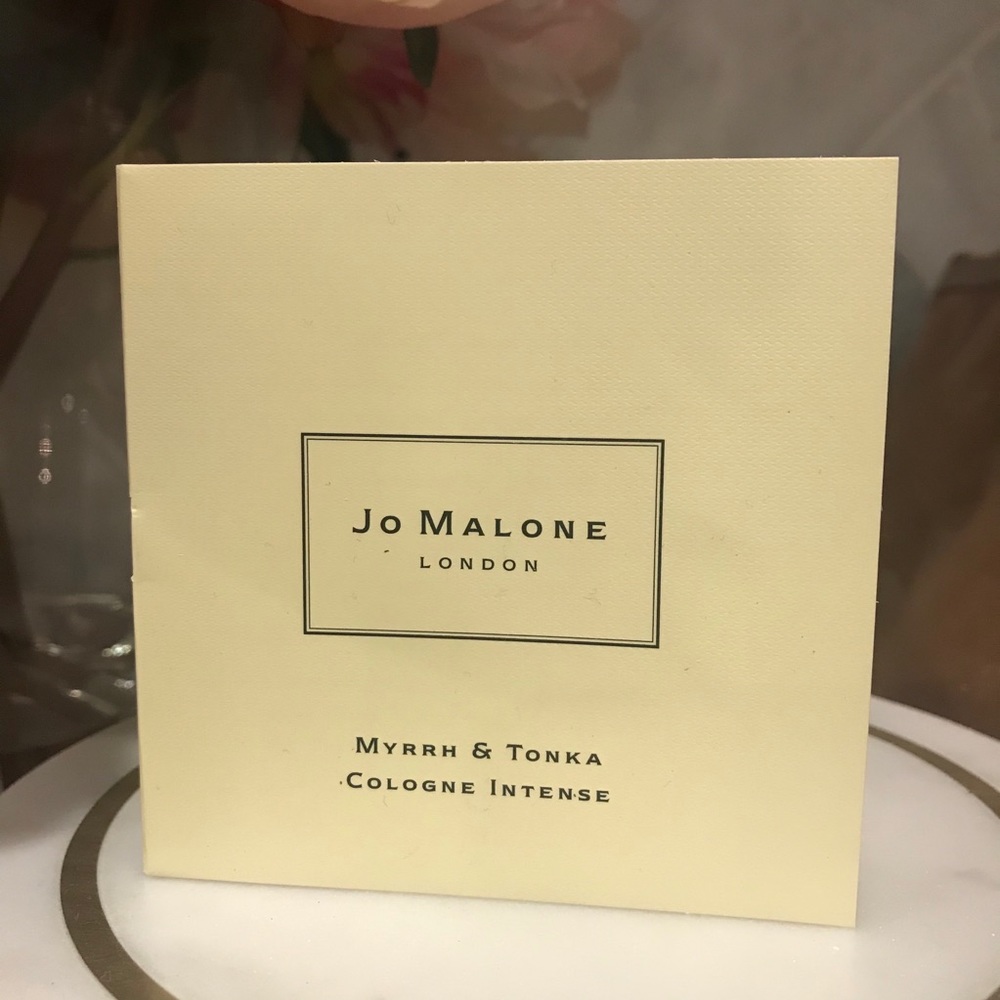 Jo Malone
LONDON
Myrrh & Tonka
Cologne Intense